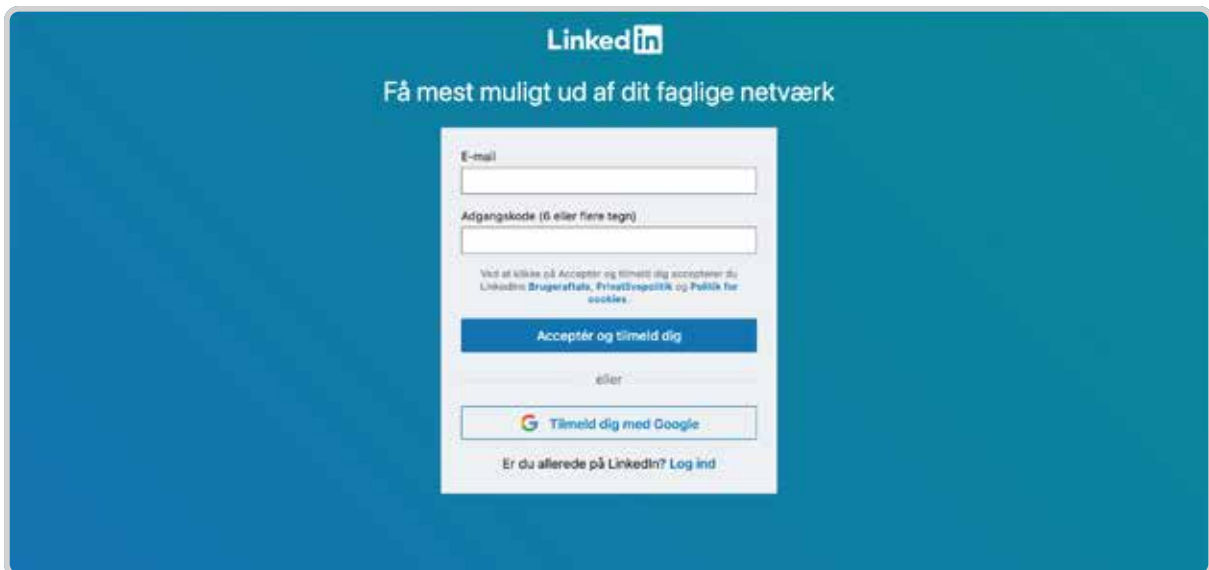 LinkedIn
Få mest muligt ud af dit faglige netværk
E-mail
Adgangskode (6 eller flere tegn)
Ved at klikke på Acceptér og tilmeld dig accepterer du
LinkedIns Brugeraftale, Privatlivspolitik og Politik for
cookies.
Acceptér og tilmeld dig
eller
Tilmeld dig med Google
Er du allerede på LinkedIn? Log ind